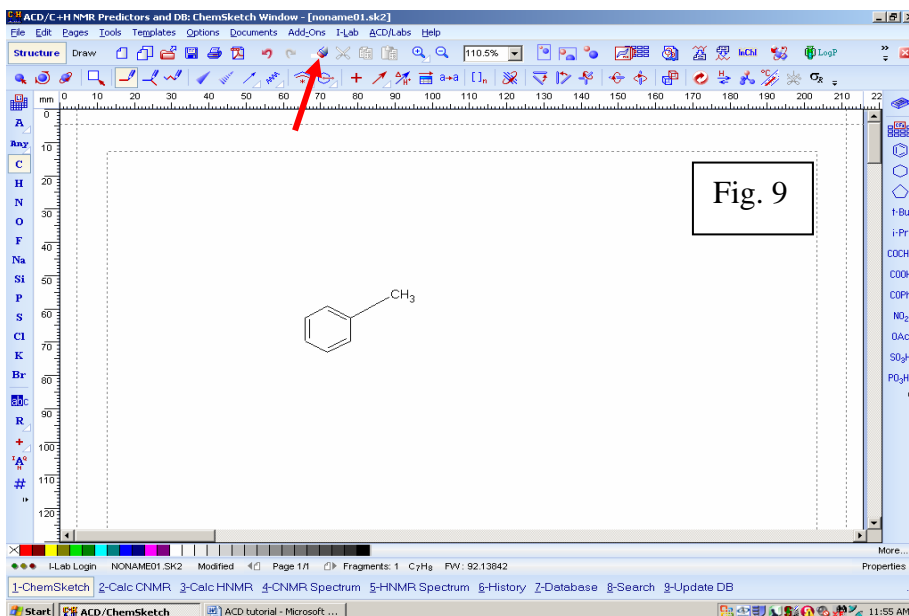 ACD/C+H NMR Predictors and DB: ChemSketch Window - [noname01.sk2]
File Edit Pages Tools Templates Options Documents Add-Ons I-Lab ACD/Labs Help
Structure Draw 110.5% InChI LogP
mm 0 10 20 30 40 50 60 70 80 90 100 110 120 130 140 150 160 170 180 190 200 210 22
0
A
Any 10
C
H 20
N
O 30
F 40
Na
Si 50
P
S 60
Cl
K 70
Br 80
abc
R 90
100
#
110
120
Fig. 9
CH3
t-Bu
i-Pr
COCH
COOH
COPh
NO2
OAc
SO3H
PO3H
More...
I-Lab Login NONAME01.SK2 Modified Page 1/1 Fragments: 1 C7H8 FW: 92.13842 Properties
1-ChemSketch 2-Calc CNMR 3-Calc HNMR 4-CNMR Spectrum 5-HNMR Spectrum 6-History 7-Database 8-Search 9-Update DB
Start ACD/ChemSketch ACD tutorial - Microsoft ... 11:55 AM